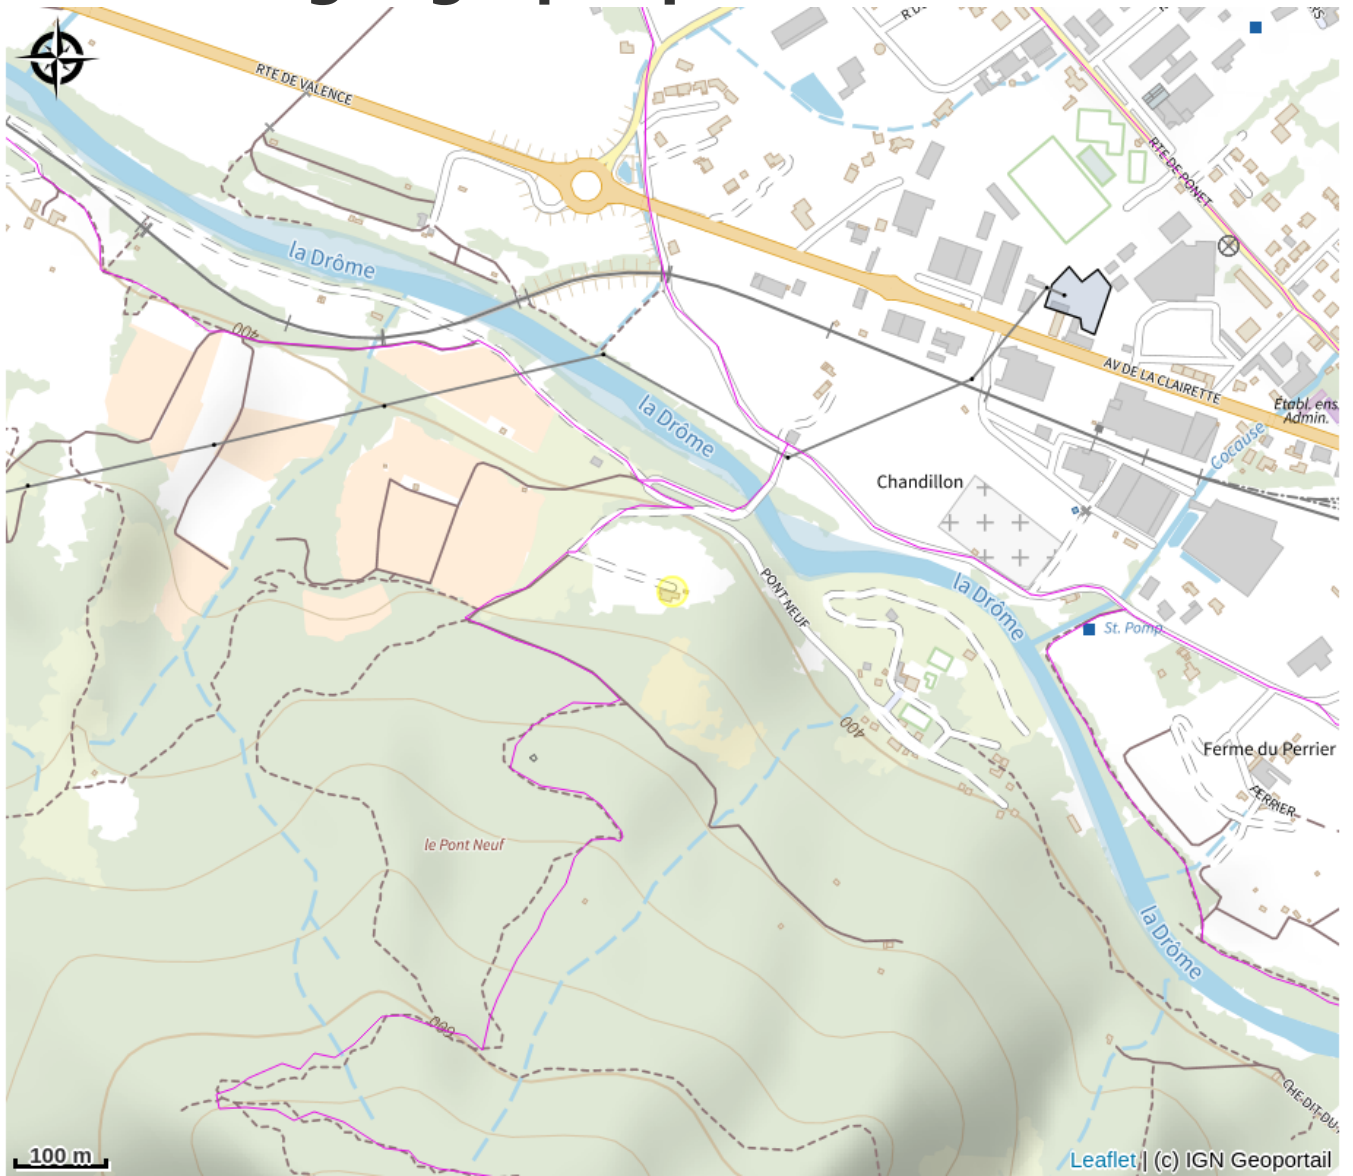 RTE DE VALENCE
RTE DE PONET
la Drôme
400
la Drôme
AV DE LA CLAIRETTE
Établ. ens.
Admin.
Cocause
Chandillon
PONT NEUF
la Drôme
St. Pomp
400
Ferme du Perrier
le Pont Neuf
la Drôme
600
CHE DIT DU
100 m
Leaflet | (c) IGN Geoportail